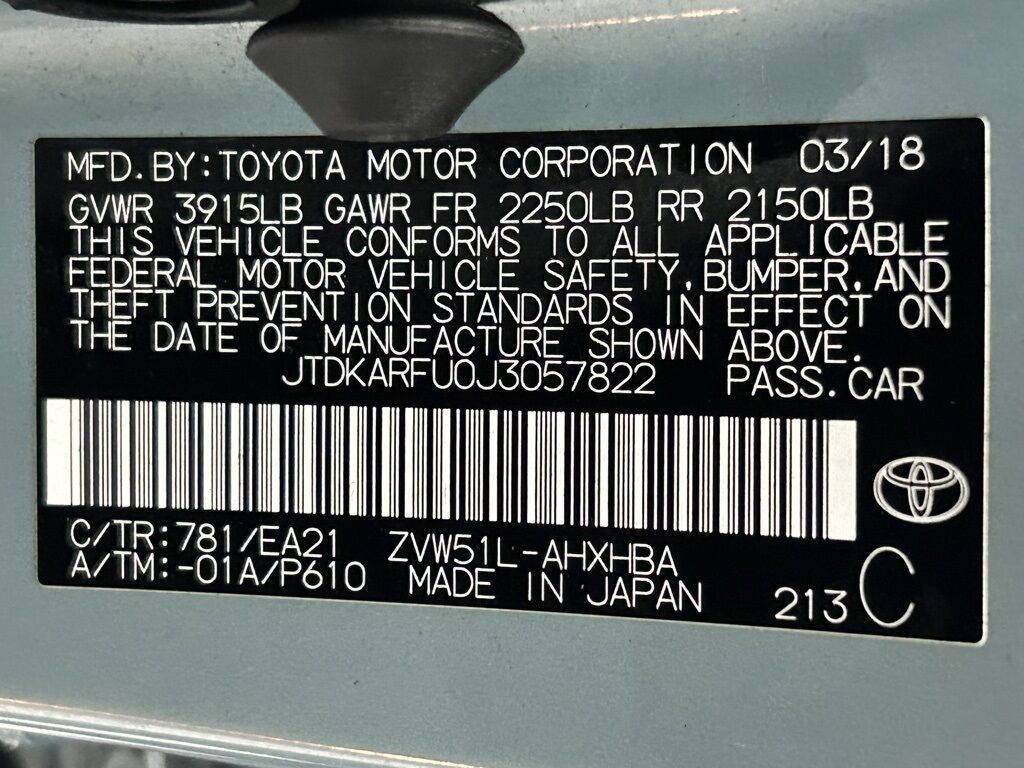 MFD. BY: TOYOTA MOTOR CORPORATION 03/18
GVWR 3915LB GAWR FR 2250LB RR 2150LB
THIS VEHICLE CONFORMS TO ALL APPLICABLE
FEDERAL MOTOR VEHICLE SAFETY, BUMPER, AND
THEFT PREVENTION STANDARDS IN EFFECT ON
THE DATE OF MANUFACTURE SHOWN ABOVE.
JTDKARFU0J3057822 PASS. CAR
C/TR: 781/EA21 ZVW51L-AHXHBA
A/TM: -01A/P610 MADE IN JAPAN
213 C